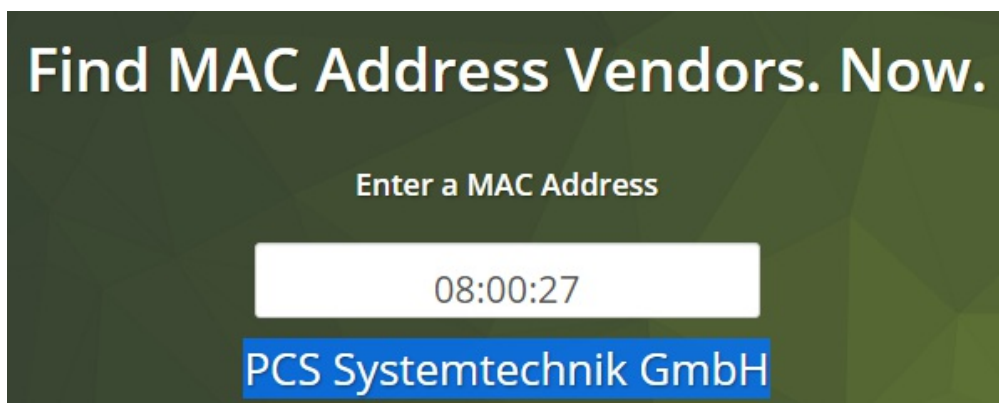 Find MAC Address Vendors. Now.
Enter a MAC Address
08:00:27
PCS Systemtechnik GmbH